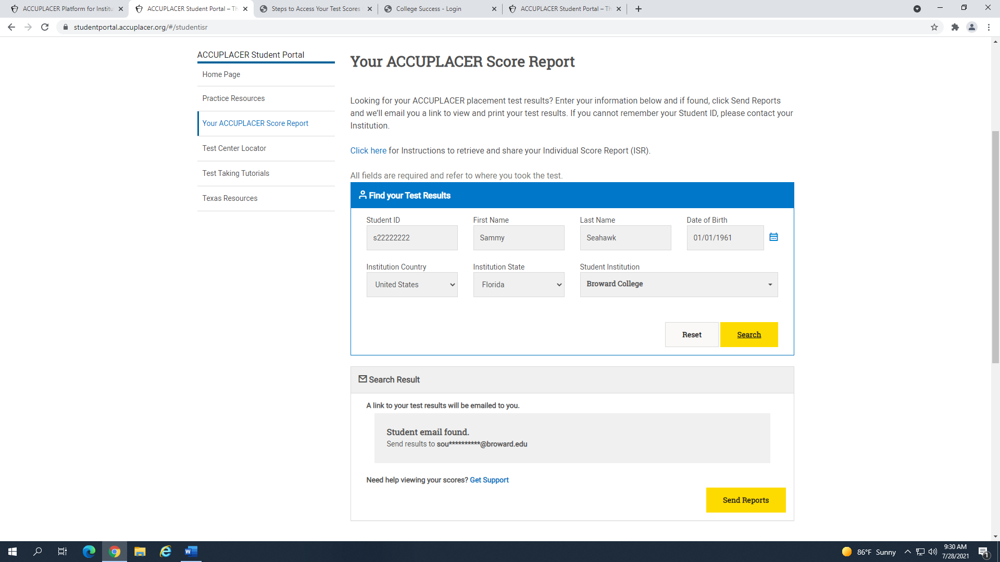 ACCUPLACER Platform for Institu
ACCUPLACER Student Portal – Th
Steps to Access Your Test Scores
College Success - Login
ACCUPLACER Student Portal – Th
studentportal.accuplacer.org/#/studentisr
ACCUPLACER Student Portal
Home Page
Practice Resources
Your ACCUPLACER Score Report
Test Center Locator
Test Taking Tutorials
Texas Resources
Your ACCUPLACER Score Report
Looking for your ACCUPLACER placement test results? Enter your information below and if found, click Send Reports
and we'll email you a link to view and print your test results. If you cannot remember your Student ID, please contact your
Institution.
Click here for Instructions to retrieve and share your Individual Score Report (ISR).
All fields are required and refer to where you took the test.
Find your Test Results
Student ID First Name Last Name Date of Birth
s22222222 Sammy Seahawk 01/01/1961
Institution Country Institution State Student Institution
United States Florida Broward College
Reset Search
Search Result
A link to your test results will be emailed to you.
Student email found.
Send results to sou**********@broward.edu
Need help viewing your scores? Get Support
Send Reports
86°F Sunny
9:30 AM
7/28/2021
1